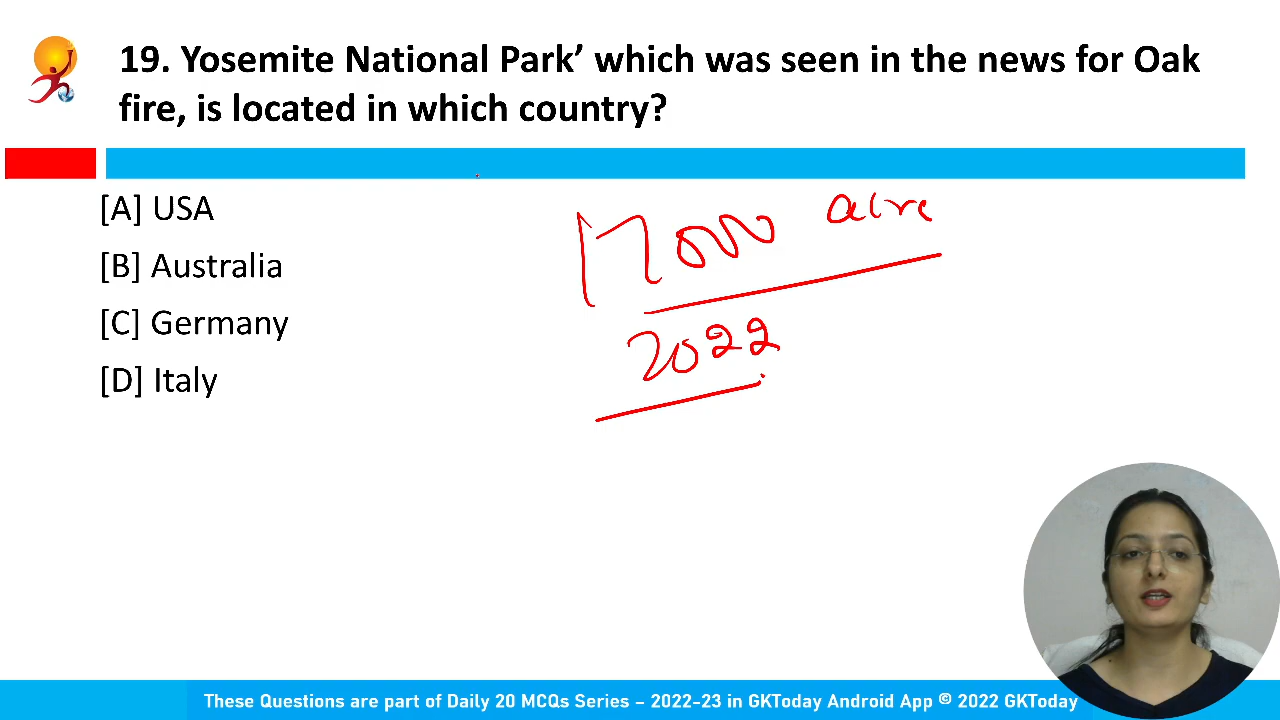 19. Yosemite National Park’ which was seen in the news for Oak
fire, is located in which country?
[A] USA
[B] Australia
[C] Germany
[D] Italy
17000 acre
2022
These Questions are part of Daily 20 MCQs Series – 2022-23 in GKToday Android App © 2022 GKToday